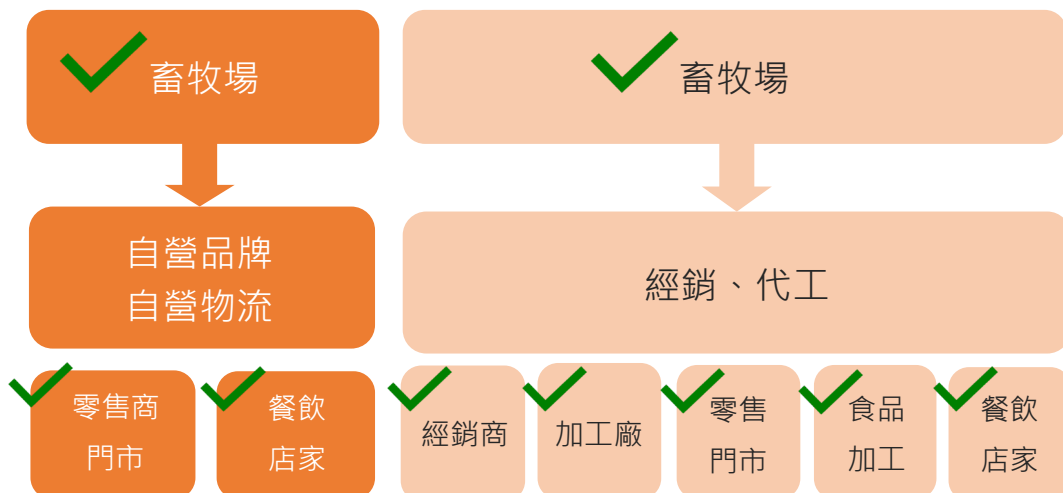 畜牧場
畜牧場
自營品牌
自營物流
經銷、代工
零售商
門市
餐飲
店家
經銷商
加工廠
零售
門市
食品
加工
餐飲
店家